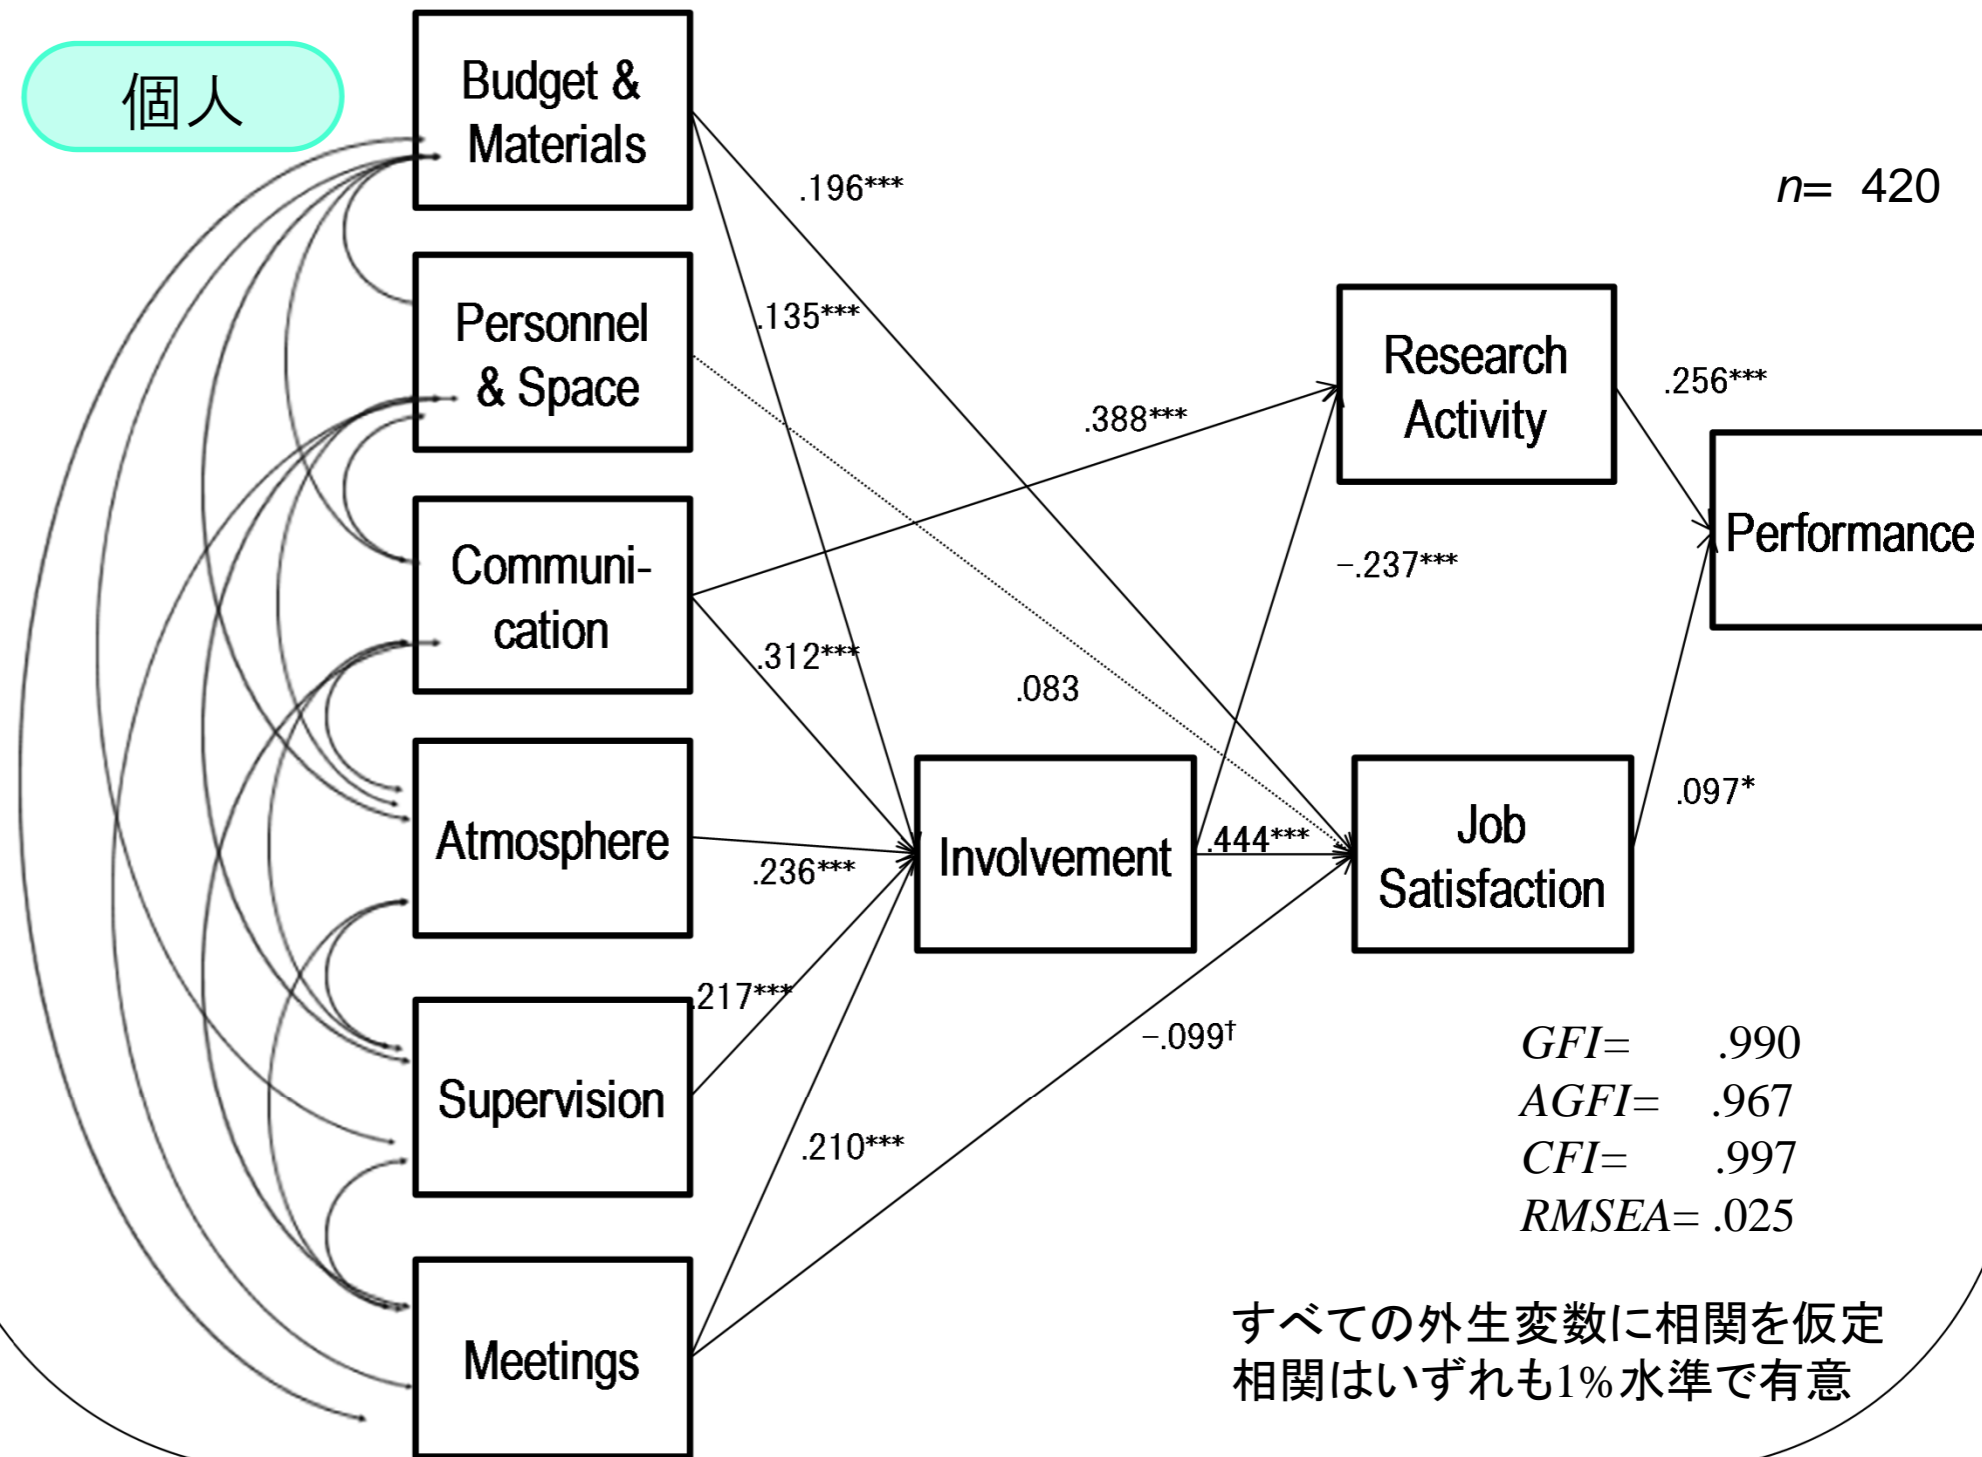 個人
Budget &
Materials
.196***
n= 420
.135***
Personnel
& Space
Research
Activity
.256***
.388***
Performance
Communi-
cation
-.237***
.312***
.083
.097*
Atmosphere
.236***
Involvement
.444***
Job
Satisfaction
.217***
-.099†
GFI= .990
AGFI= .967
CFI= .997
RMSEA= .025
Supervision
.210***
Meetings
すべての外生変数に相関を仮定
相関はいずれも1%水準で有意